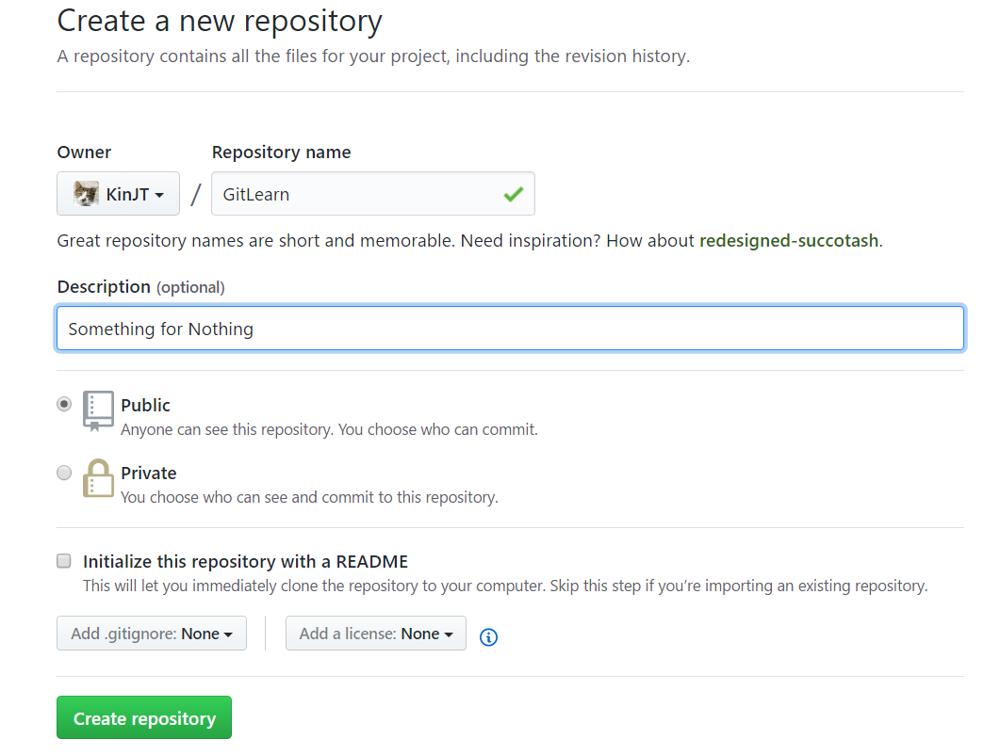 Create a new repository
A repository contains all the files for your project, including the revision history.
Owner
Repository name
KinJT / GitLearn
Great repository names are short and memorable. Need inspiration? How about redesigned-succotash.
Description (optional)
Something for Nothing
Public
Anyone can see this repository. You choose who can commit.
Private
You choose who can see and commit to this repository.
Initialize this repository with a README
This will let you immediately clone the repository to your computer. Skip this step if you’re importing an existing repository.
Add .gitignore: None
Add a license: None
Create repository